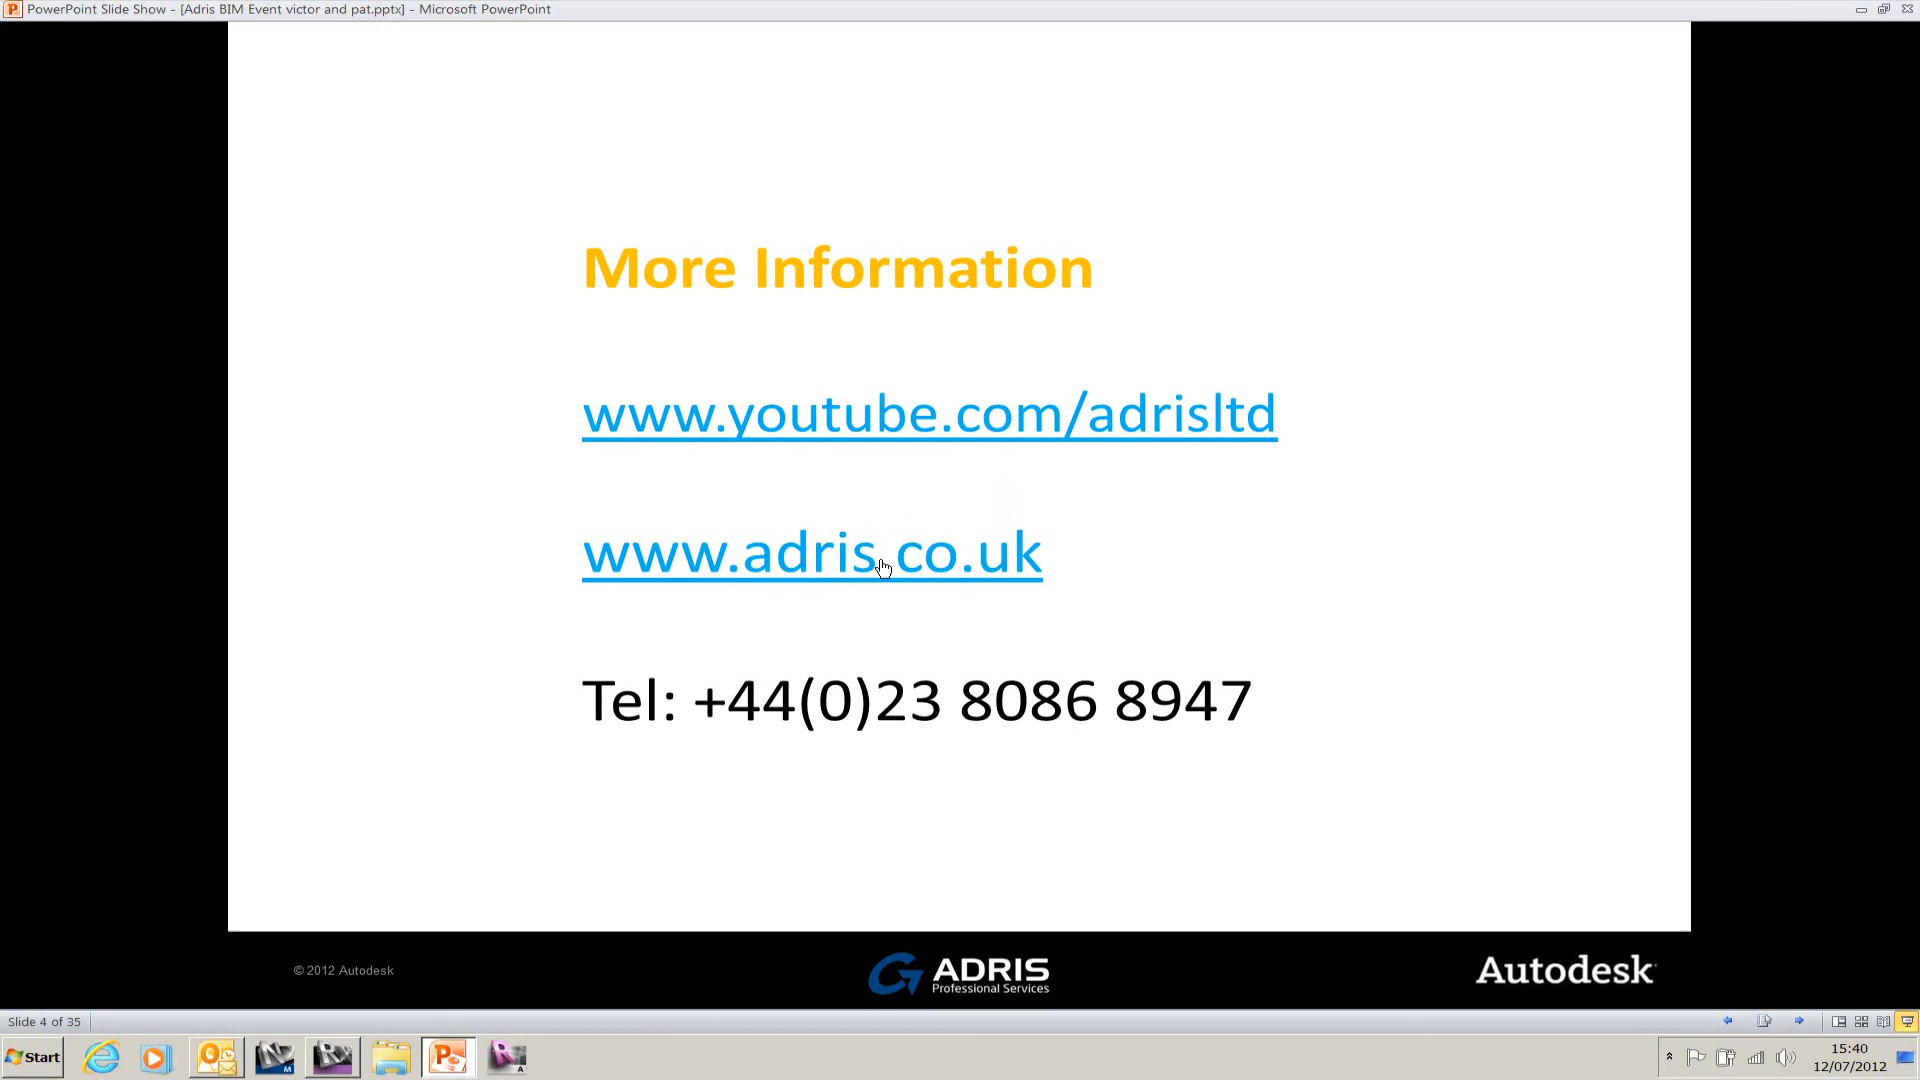 PowerPoint Slide Show - [Adris BIM Event victor and pat.pptx] - Microsoft PowerPoint
More Information
www.youtube.com/adrisltd
www.adris.co.uk
Tel: +44(0)23 8086 8947
© 2012 Autodesk
ADRIS
Professional Services
Autodesk
Slide 4 of 35
Start
15:40
12/07/2012